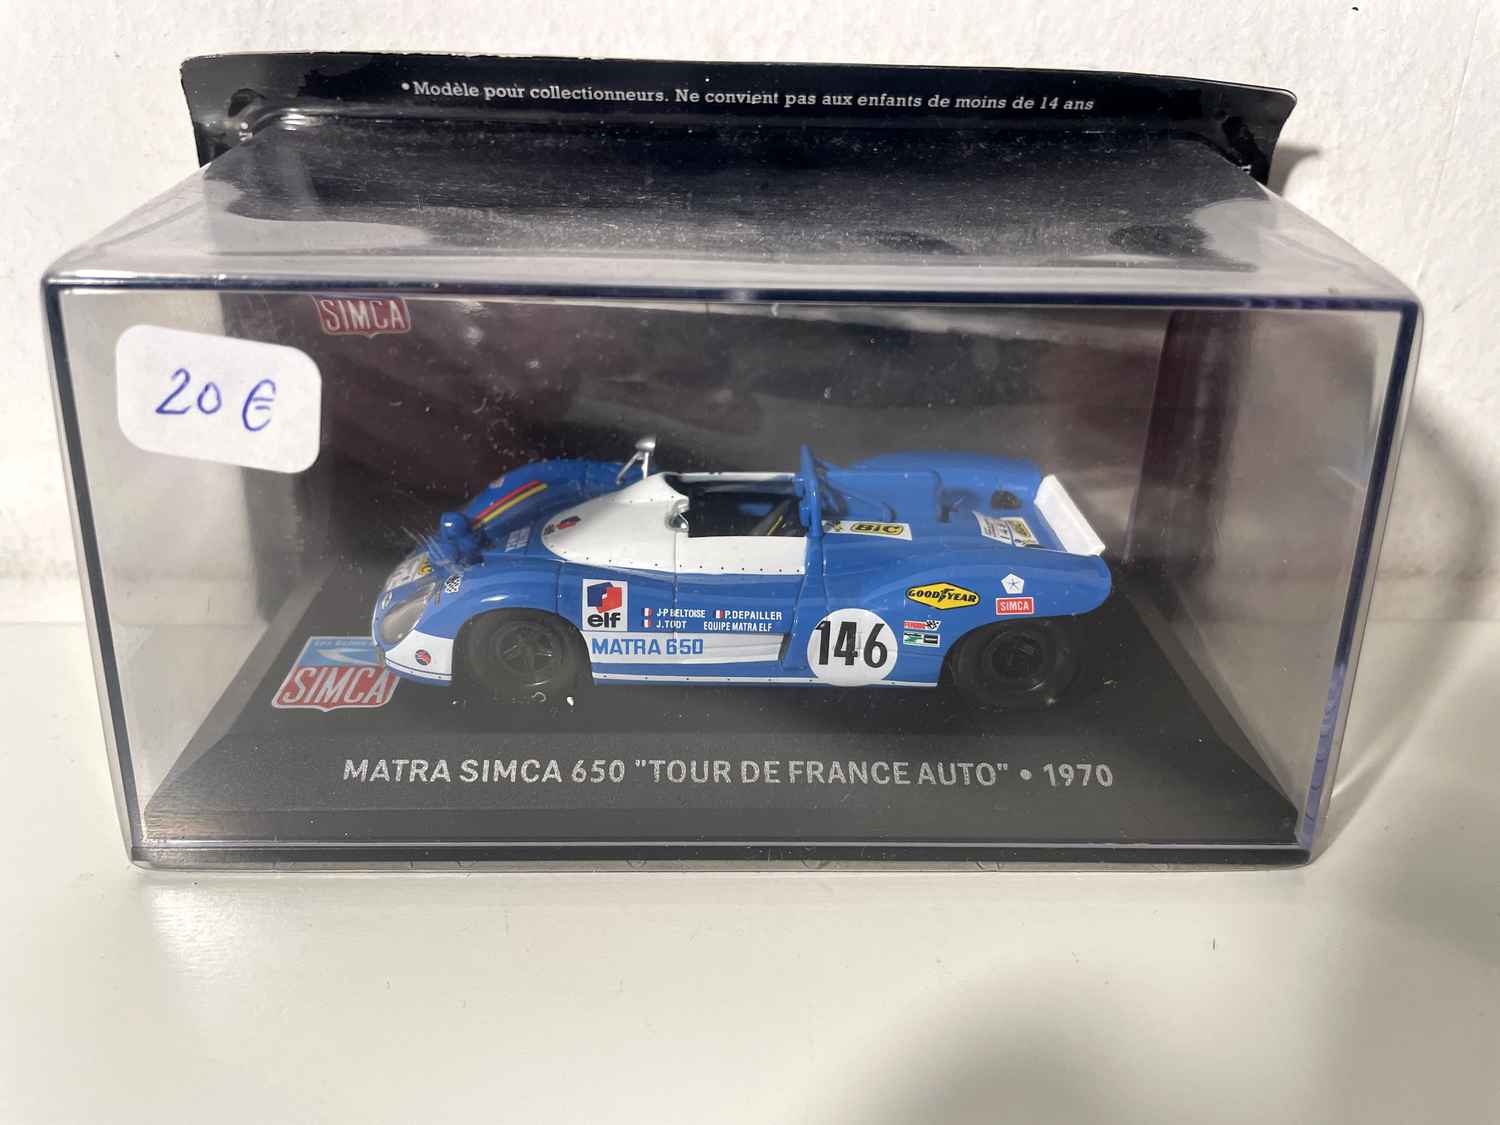 • Modèle pour collectionneurs. Ne convient pas aux enfants de moins de 14 ans
SIMCA
20 €
BiC
GOODYEAR
SIMCA
elf
J-P BELTOISE P.DEPAILLER
J.TODT EQUIPE MATRA ELF
MATRA 650
146
SIMCA
MATRA SIMCA 650 "TOUR DE FRANCE AUTO" • 1970